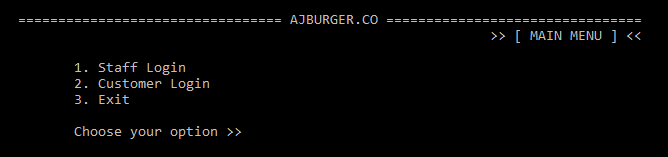 ================================= AJBURGER.CO ================================
>> [ MAIN MENU ] <<
1. Staff Login
2. Customer Login
3. Exit
Choose your option >>